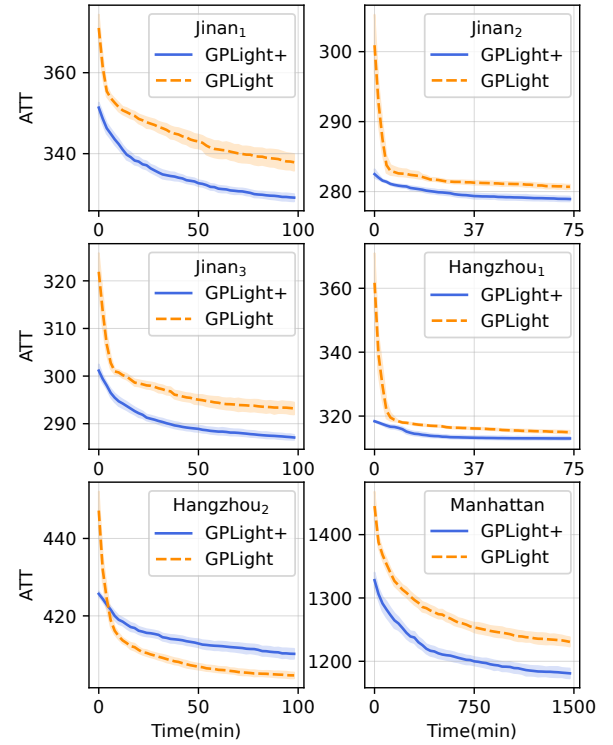 Jinan₁
GPLight+
GPLight
ATT
360
340
0 50 100
Jinan₂
GPLight+
GPLight
300
280
0 37 75
Jinan₃
GPLight+
GPLight
ATT
320
310
300
290
0 50 100
Hangzhou₁
GPLight+
GPLight
360
340
320
0 37 75
Hangzhou₂
GPLight+
GPLight
ATT
440
420
0 50 100
Time(min)
Manhattan
GPLight+
GPLight
1400
1300
1200
0 750 1500
Time(min)